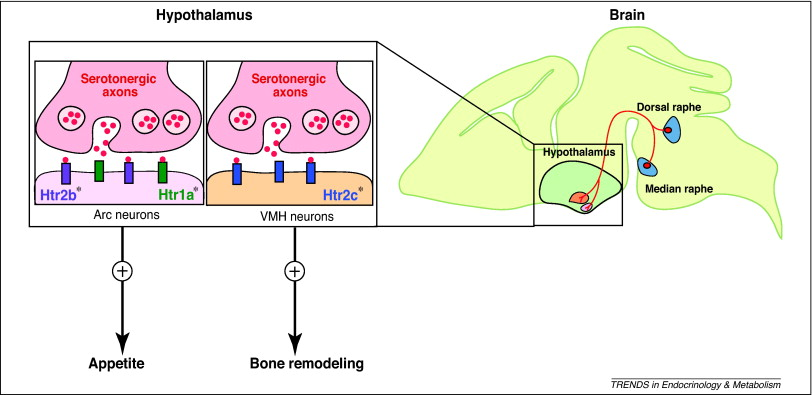 Hypothalamus
Brain
Serotonergic
axons
Serotonergic
axons
Htr2b*
Htr1a*
Htr2c*
Arc neurons
VMH neurons
+
+
Appetite
Bone remodeling
Dorsal raphe
Hypothalamus
Median raphe
TRENDS in Endocrinology & Metabolism